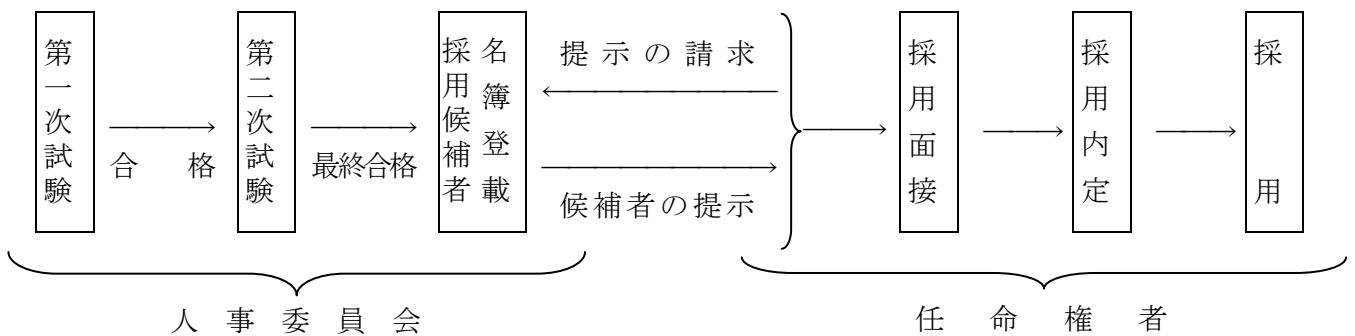 第一次試験
合格
第二次試験
最終合格
採用候補者
名簿登載
提示の請求
候補者の提示
採用面接
採用内定
採用
人事委員会
任命権者